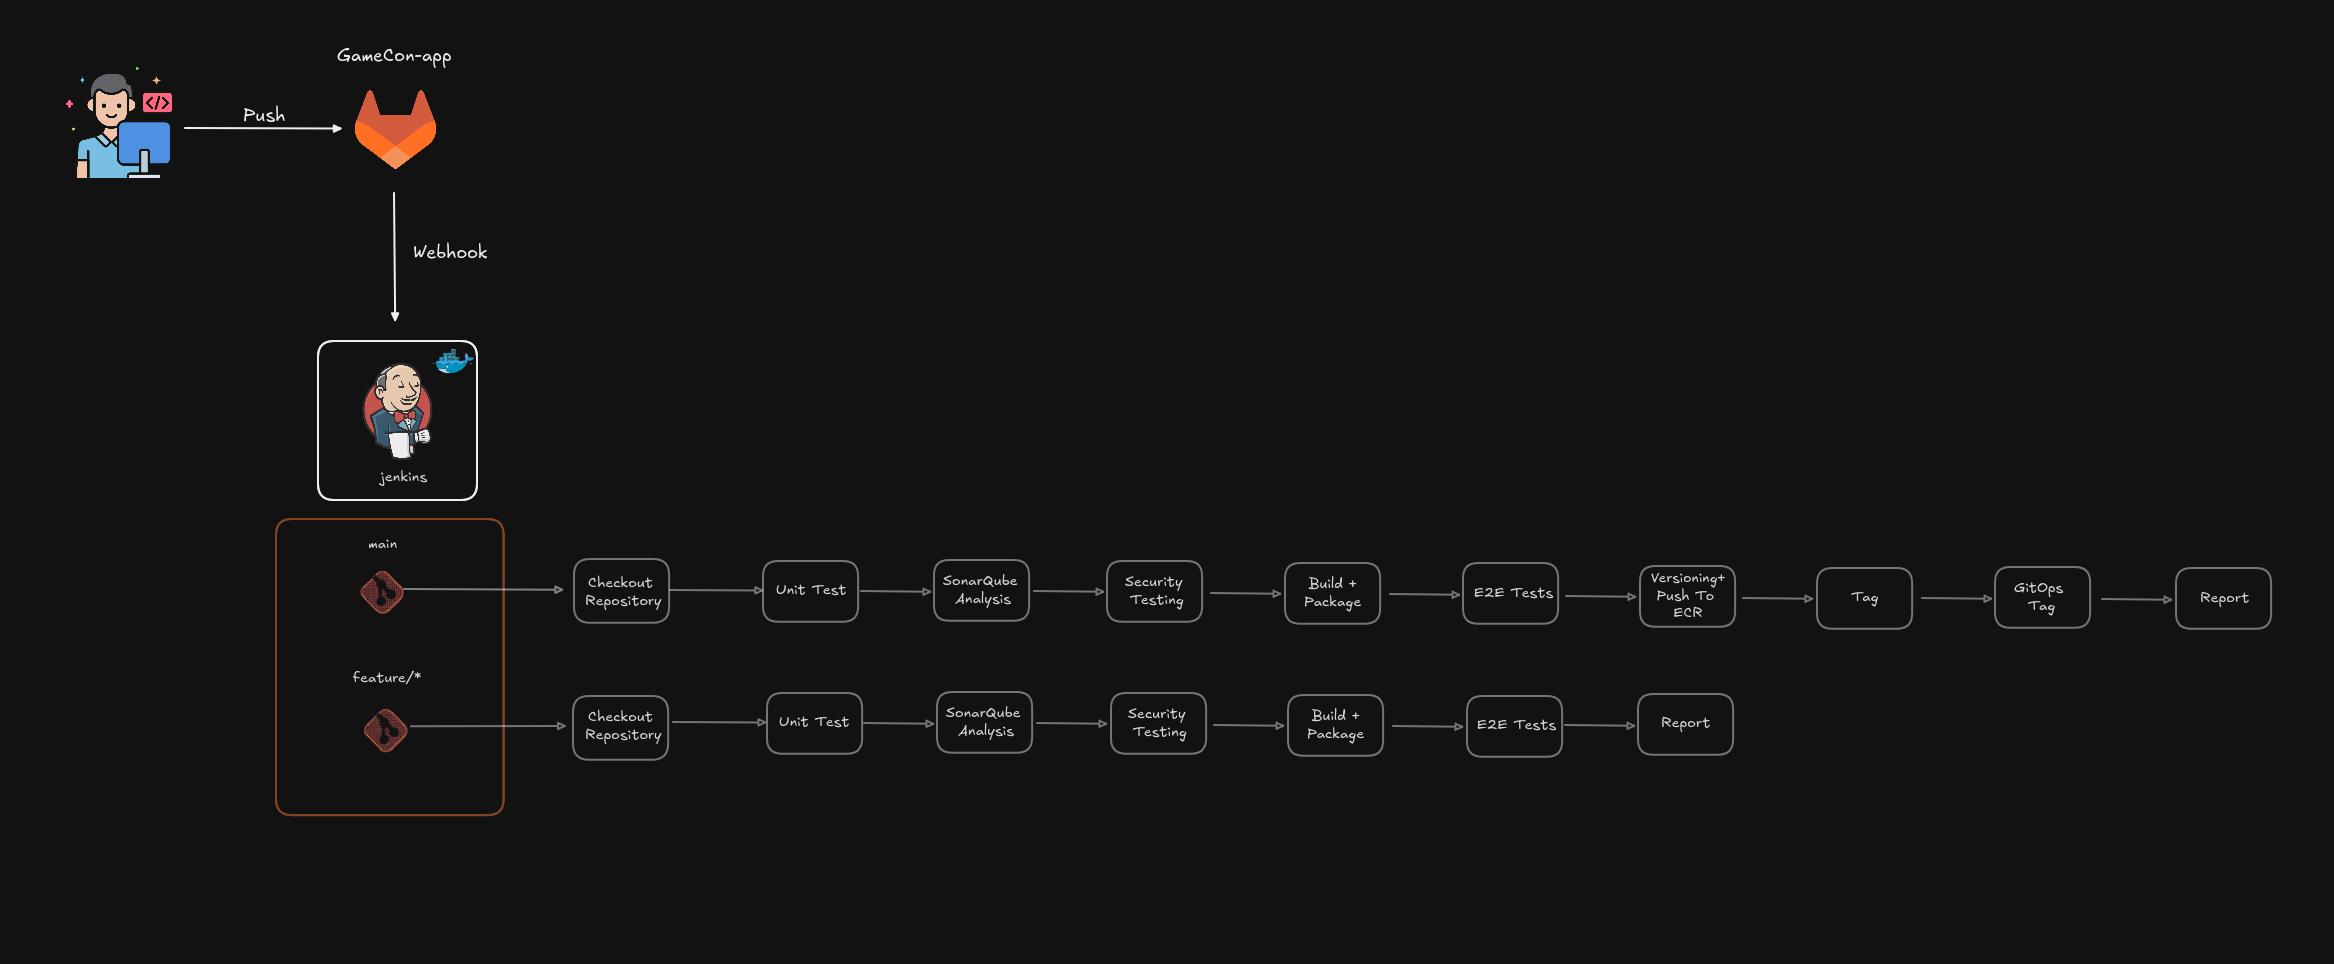 GameCon-app
</>
Push
Webhook
jenkins
main
Checkout
Repository
Unit Test
SonarQube
Analysis
Security
Testing
Build +
Package
E2E Tests
Versioning+
Push To
ECR
Tag
GitOps
Tag
Report
feature/*
Checkout
Repository
Unit Test
SonarQube
Analysis
Security
Testing
Build +
Package
E2E Tests
Report